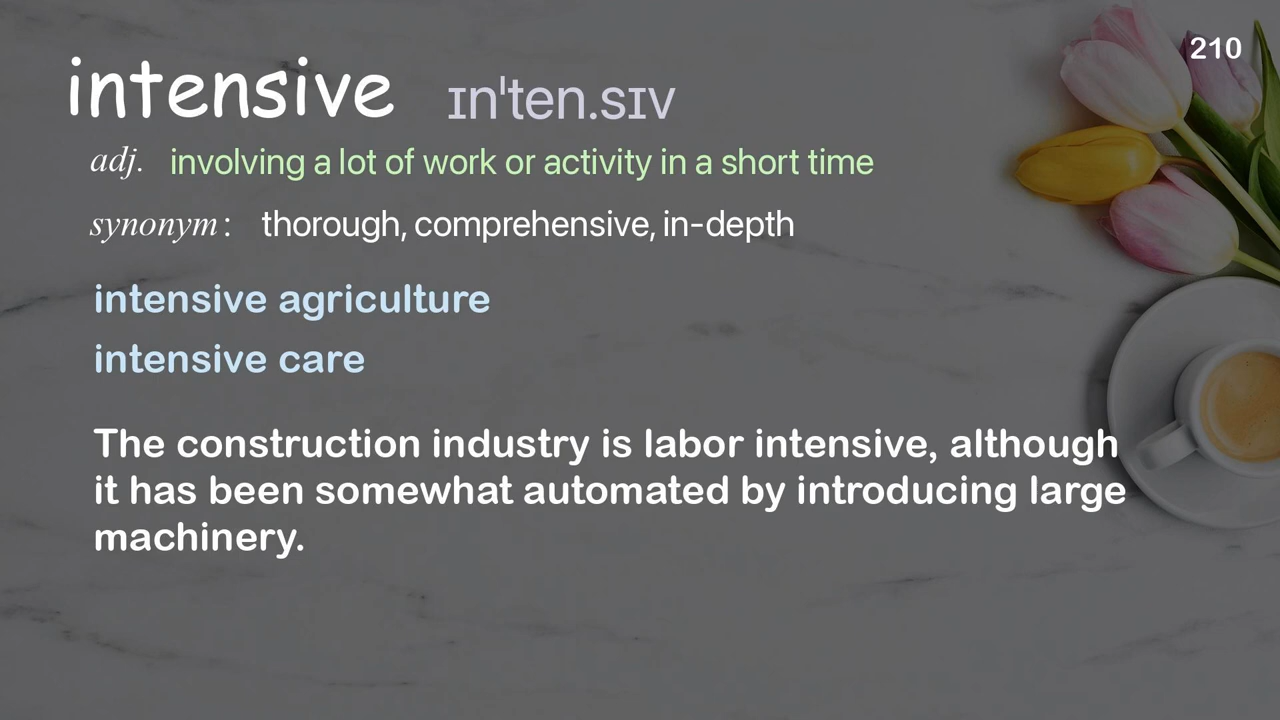 210
intensive ɪn'ten.sɪv
adj. involving a lot of work or activity in a short time
synonym: thorough, comprehensive, in-depth
intensive agriculture
intensive care
The construction industry is labor intensive, although
it has been somewhat automated by introducing large
machinery.